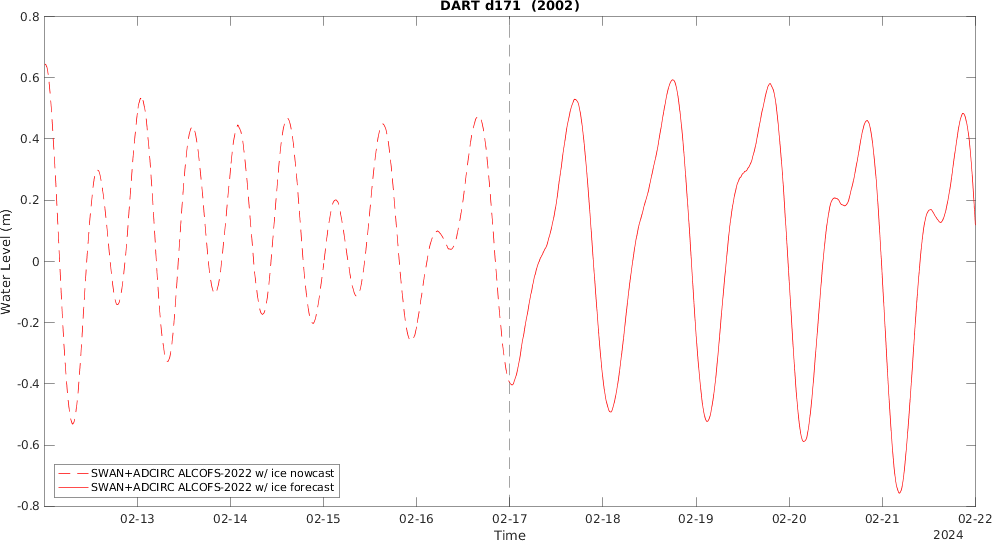 DART d171 (2002)
0.8
0.6
0.4
0.2
0
-0.2
-0.4
-0.6
-0.8
Water Level (m)
SWAN+ADCIRC ALCOFS-2022 w/ ice nowcast
SWAN+ADCIRC ALCOFS-2022 w/ ice forecast
02-13 02-14 02-15 02-16 02-17 02-18 02-19 02-20 02-21 02-22
Time
2024